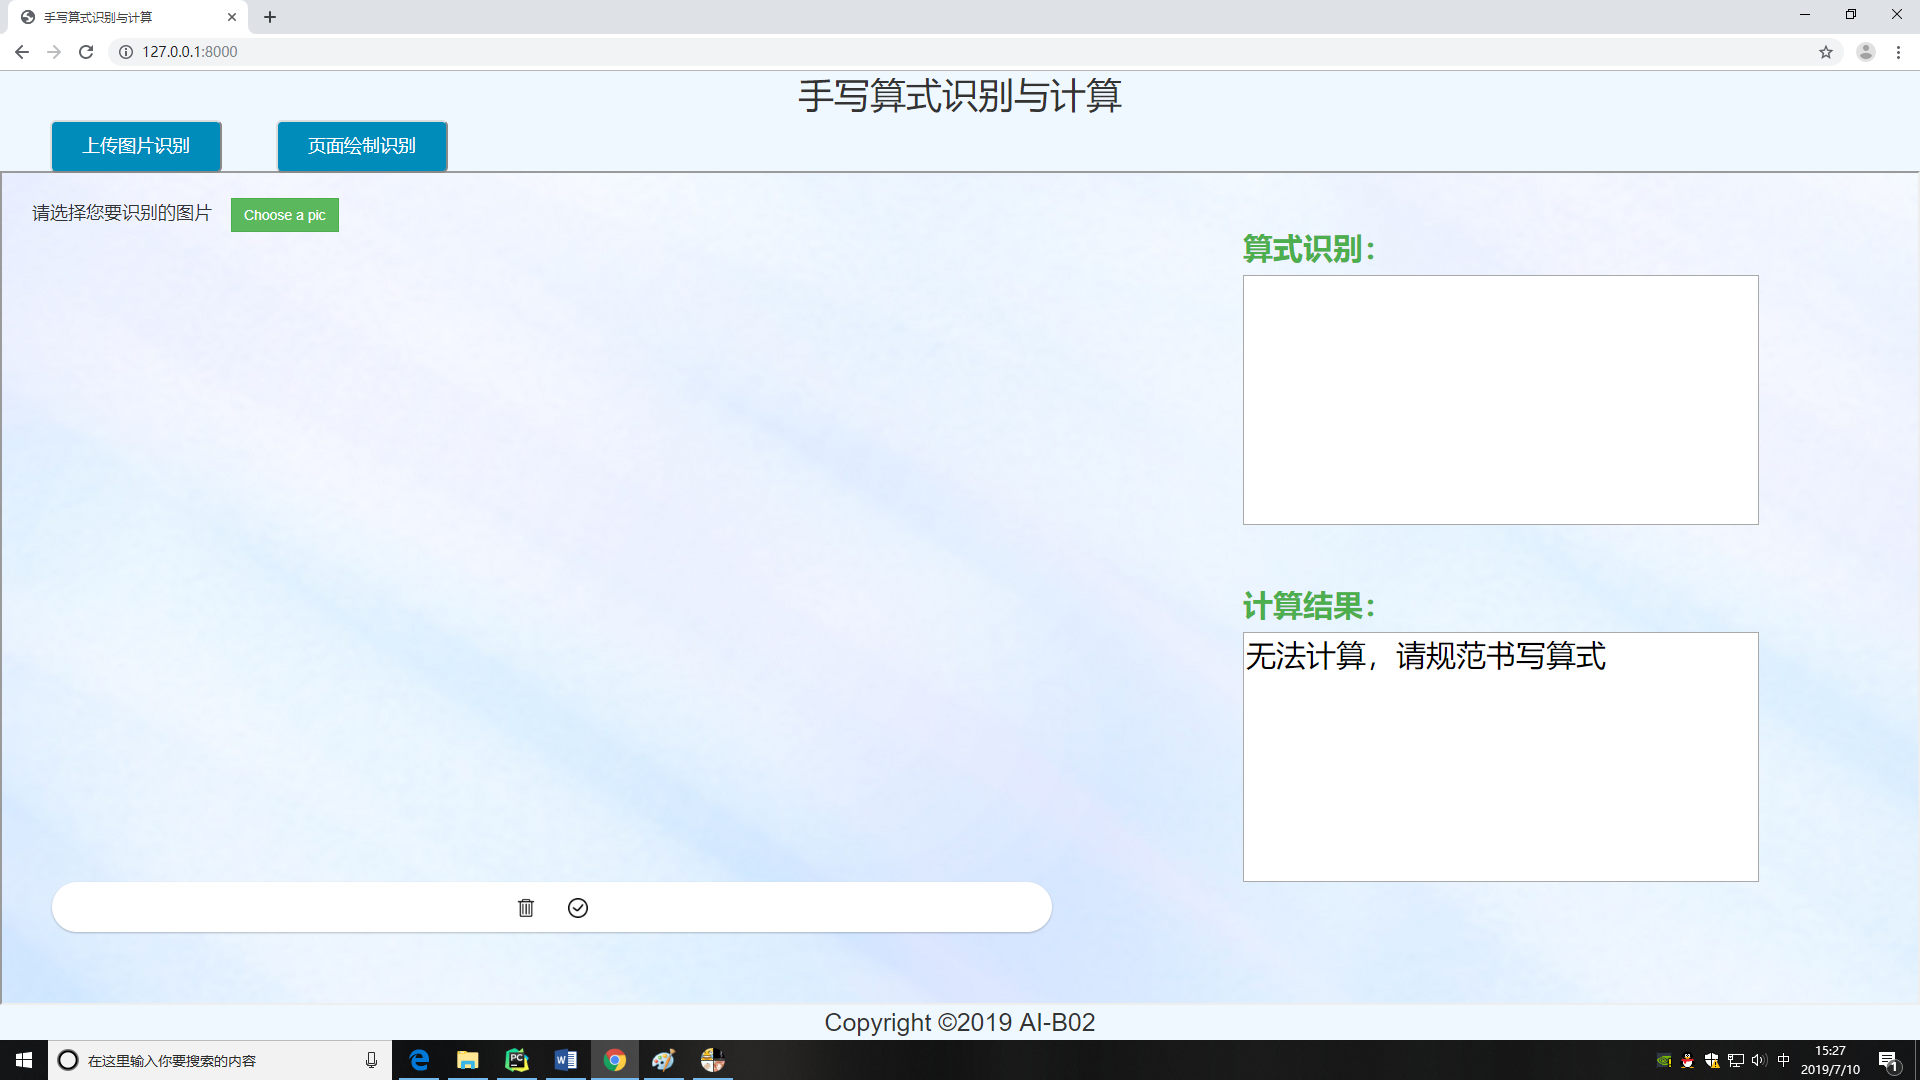 手写算式识别与计算
127.0.0.1:8000
手写算式识别与计算
上传图片识别
页面绘制识别
请选择您要识别的图片
Choose a pic
算式识别：
计算结果：
无法计算，请规范书写算式
Copyright ©2019 AI-B02
在这里输入你要搜索的内容
中
15:27
2019/7/10
1